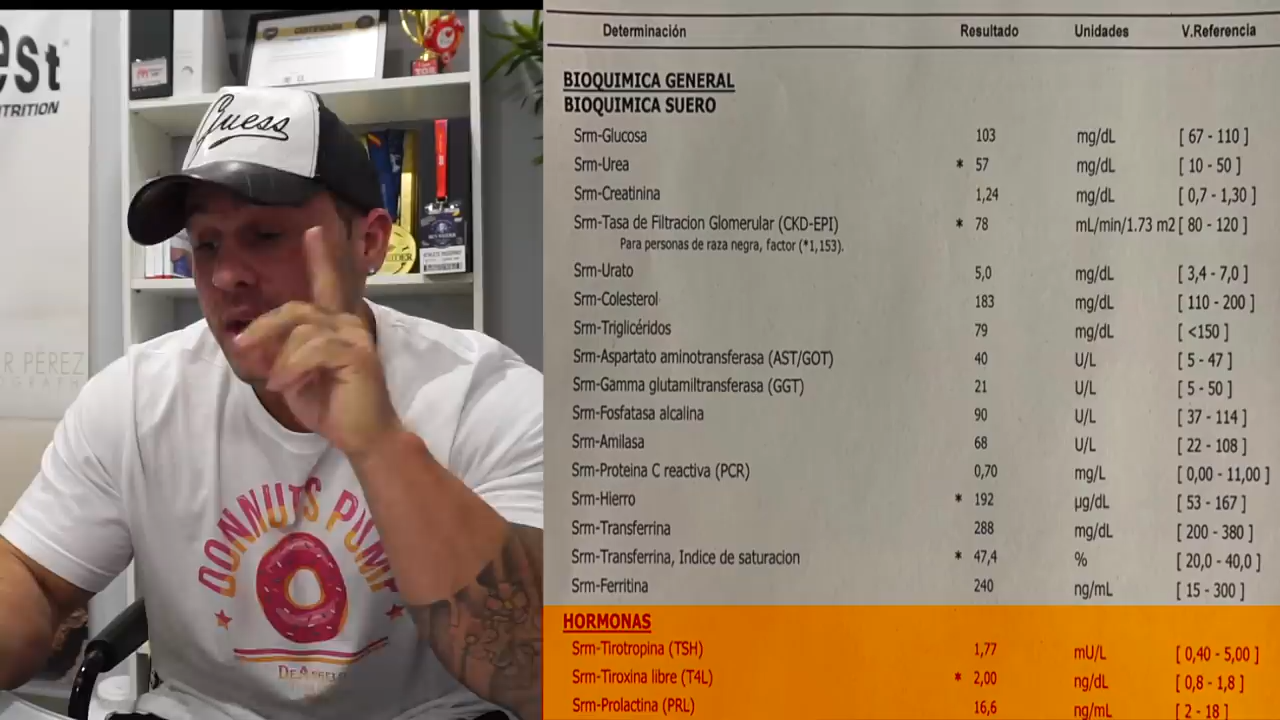 est
NUTRITION
R PEREZ
Guess
DONNUTS PUMP
Determinación Resultado Unidades V.Referencia
BIOQUIMICA GENERAL
BIOQUIMICA SUERO
Srm-Glucosa 103 mg/dL [ 67 - 110 ]
Srm-Urea * 57 mg/dL [ 10 - 50 ]
Srm-Creatinina 1,24 mg/dL [ 0,7 - 1,30 ]
Srm-Tasa de Filtracion Glomerular (CKD-EPI) * 78 mL/min/1.73 m2 [ 80 - 120 ]
Para personas de raza negra, factor (*1,153).
Srm-Urato 5,0 mg/dL [ 3,4 - 7,0 ]
Srm-Colesterol 183 mg/dL [ 110 - 200 ]
Srm-Triglicéridos 79 mg/dL [ <150 ]
Srm-Aspartato aminotransferasa (AST/GOT) 40 U/L [ 5 - 47 ]
Srm-Gamma glutamiltransferasa (GGT) 21 U/L [ 5 - 50 ]
Srm-Fosfatasa alcalina 90 U/L [ 37 - 114 ]
Srm-Amilasa 68 U/L [ 22 - 108 ]
Srm-Proteina C reactiva (PCR) 0,70 mg/L [ 0,00 - 11,00 ]
Srm-Hierro * 192 µg/dL [ 53 - 167 ]
Srm-Transferrina 288 mg/dL [ 200 - 380 ]
Srm-Transferrina, Indice de saturacion * 47,4 % [ 20,0 - 40,0 ]
Srm-Ferritina 240 ng/mL [ 15 - 300 ]
HORMONAS
Srm-Tirotropina (TSH) 1,77 mU/L [ 0,40 - 5,00 ]
Srm-Tiroxina libre (T4L) * 2,00 ng/dL [ 0,8 - 1,8 ]
Srm-Prolactina (PRL) 16,6 ng/mL [ 2 - 18 ]